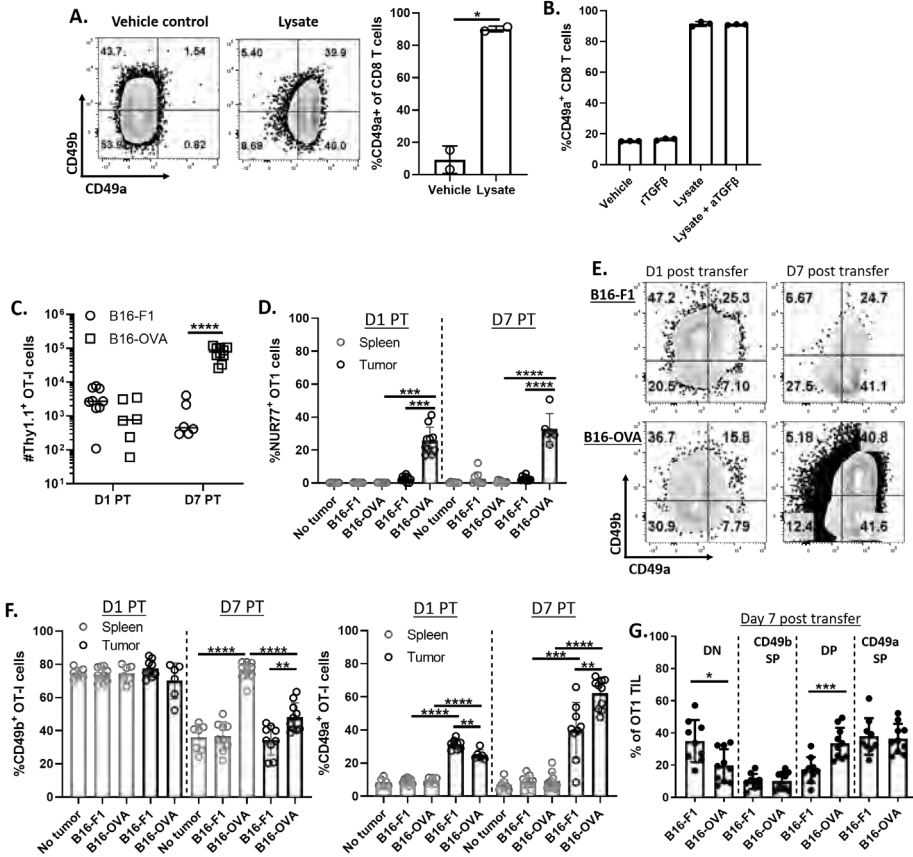 A.
Vehicle control
Lysate
43.7
1.54
53.9
0.82
5.40
39.9
8.69
46.0
CD49b
CD49a
%CD49a+ of CD8 T cells
100
80
60
40
20
0
*
Vehicle
Lysate
B.
%CD49a+ CD8 T cells
100
80
60
40
20
0
Vehicle
rTGFβ
Lysate
Lysate + aTGFβ
C.
B16-F1
B16-OVA
#Thy1.1+ OT-I cells
10⁶
10⁵
10⁴
10³
10²
10¹
****
D1 PT
D7 PT
D.
D1 PT
D7 PT
Spleen
Tumor
%NUR77+ OT1 cells
100
80
60
40
20
0
***
***
****
****
No tumor
B16-F1
B16-OVA
B16-F1
B16-OVA
No tumor
B16-F1
B16-OVA
B16-F1
B16-OVA
E.
D1 post transfer
D7 post transfer
B16-F1
47.2
25.3
20.5
7.10
6.67
24.7
27.5
41.1
B16-OVA
36.7
15.8
30.9
7.79
5.18
40.8
12.4
41.6
CD49b
CD49a
F.
D1 PT
D7 PT
Spleen
Tumor
%CD49b+ OT-I cells
100
80
60
40
20
0
****
****
**
No tumor
B16-F1
B16-OVA
B16-F1
B16-OVA
No tumor
B16-F1
B16-OVA
B16-F1
B16-OVA
D1 PT
D7 PT
Spleen
Tumor
%CD49a+ OT-I cells
100
80
60
40
20
0
****
****
**
***
****
**
No tumor
B16-F1
B16-OVA
B16-F1
B16-OVA
No tumor
B16-F1
B16-OVA
B16-F1
B16-OVA
G.
Day 7 post transfer
DN
CD49b SP
DP
CD49a SP
% of OT1 TIL
100
80
60
40
20
0
*
***
B16-F1
B16-OVA
B16-F1
B16-OVA
B16-F1
B16-OVA
B16-F1
B16-OVA